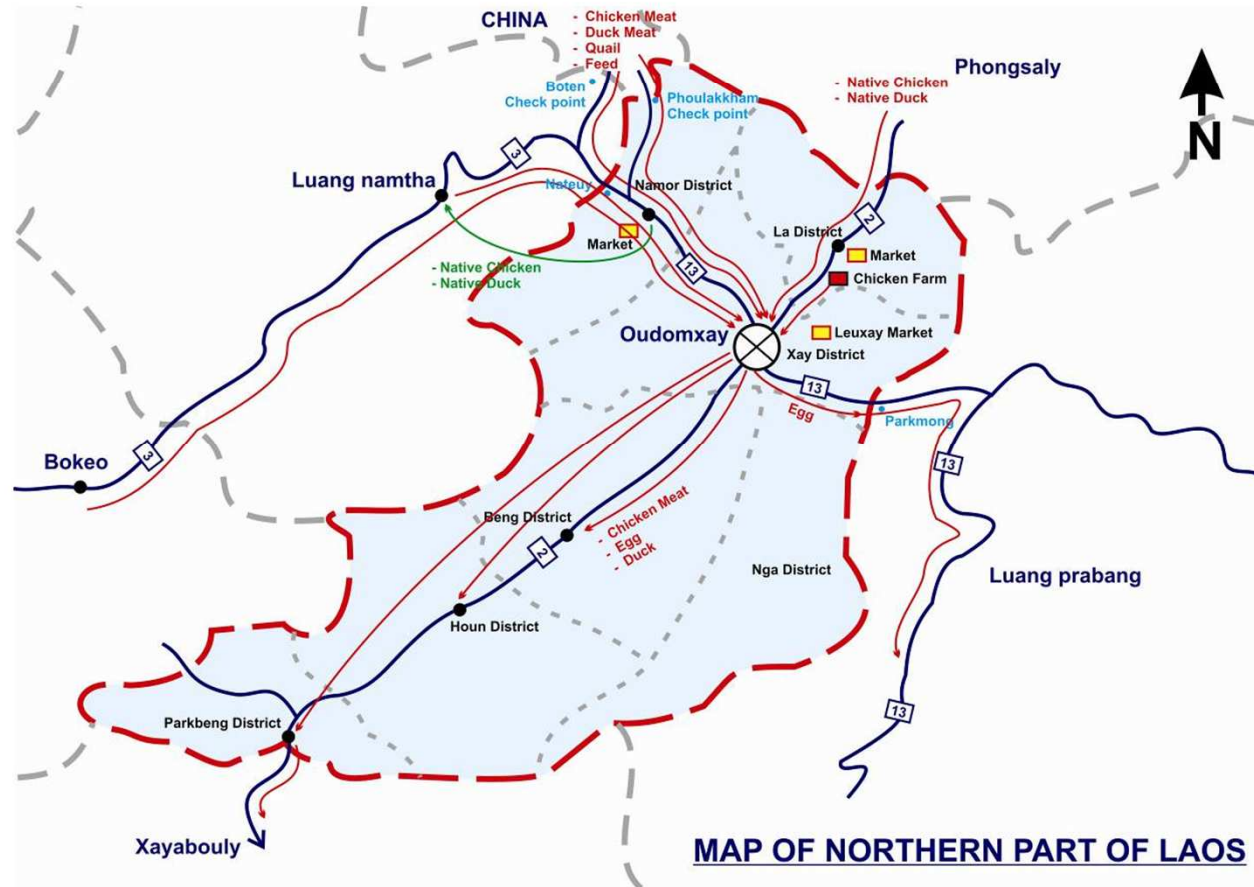 CHINA
- Chicken Meat
- Duck Meat
- Quail
- Feed
Boten
Check point
Phoulakkham
Check point
Phongsaly
- Native Chicken
- Native Duck
N
3
Luang namtha
Nateuy
Namor District
Market
- Native Chicken
- Native Duck
13
2
La District
Market
Chicken Farm
Leuxay Market
Oudomxay
Xay District
13
Egg
Parkmong
3
Bokeo
13
Beng District
- Chicken Meat
- Egg
- Duck
2
Nga District
Luang prabang
Houn District
13
Parkbeng District
Xayabouly
MAP OF NORTHERN PART OF LAOS